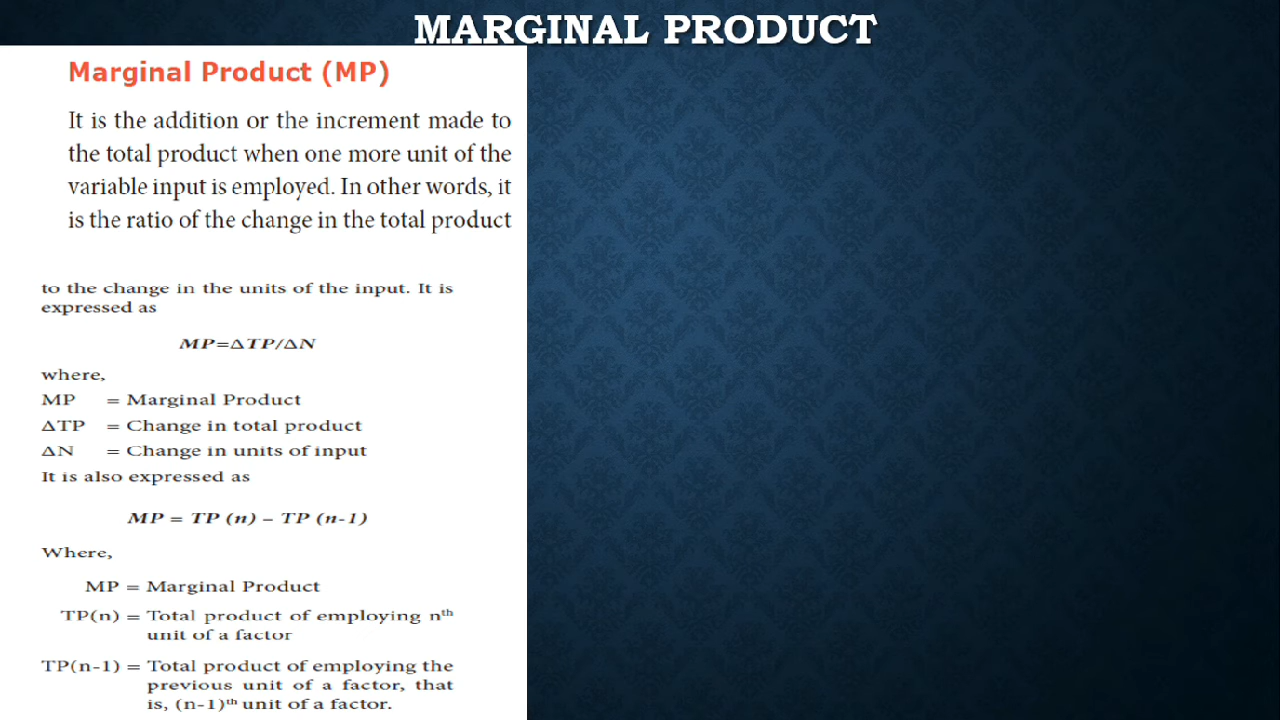 MARGINAL PRODUCT
Marginal Product (MP)
It is the addition or the increment made to
the total product when one more unit of the
variable input is employed. In other words, it
is the ratio of the change in the total product
to the change in the units of the input. It is
expressed as
MP=ΔTP/ΔN
where,
MP = Marginal Product
ΔTP = Change in total product
ΔN = Change in units of input
It is also expressed as
MP = TP (n) – TP (n-1)
Where,
MP = Marginal Product
TP(n) = Total product of employing nth
unit of a factor
TP(n-1) = Total product of employing the
previous unit of a factor, that
is, (n-1)th unit of a factor.